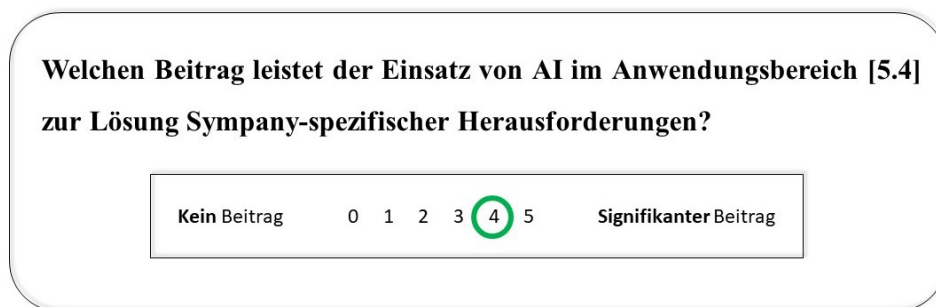 Welchen Beitrag leistet der Einsatz von AI im Anwendungsbereich [5.4]
zur Lösung Sympany-spezifischer Herausforderungen?
Kein Beitrag 0 1 2 3 4 5 Signifikanter Beitrag